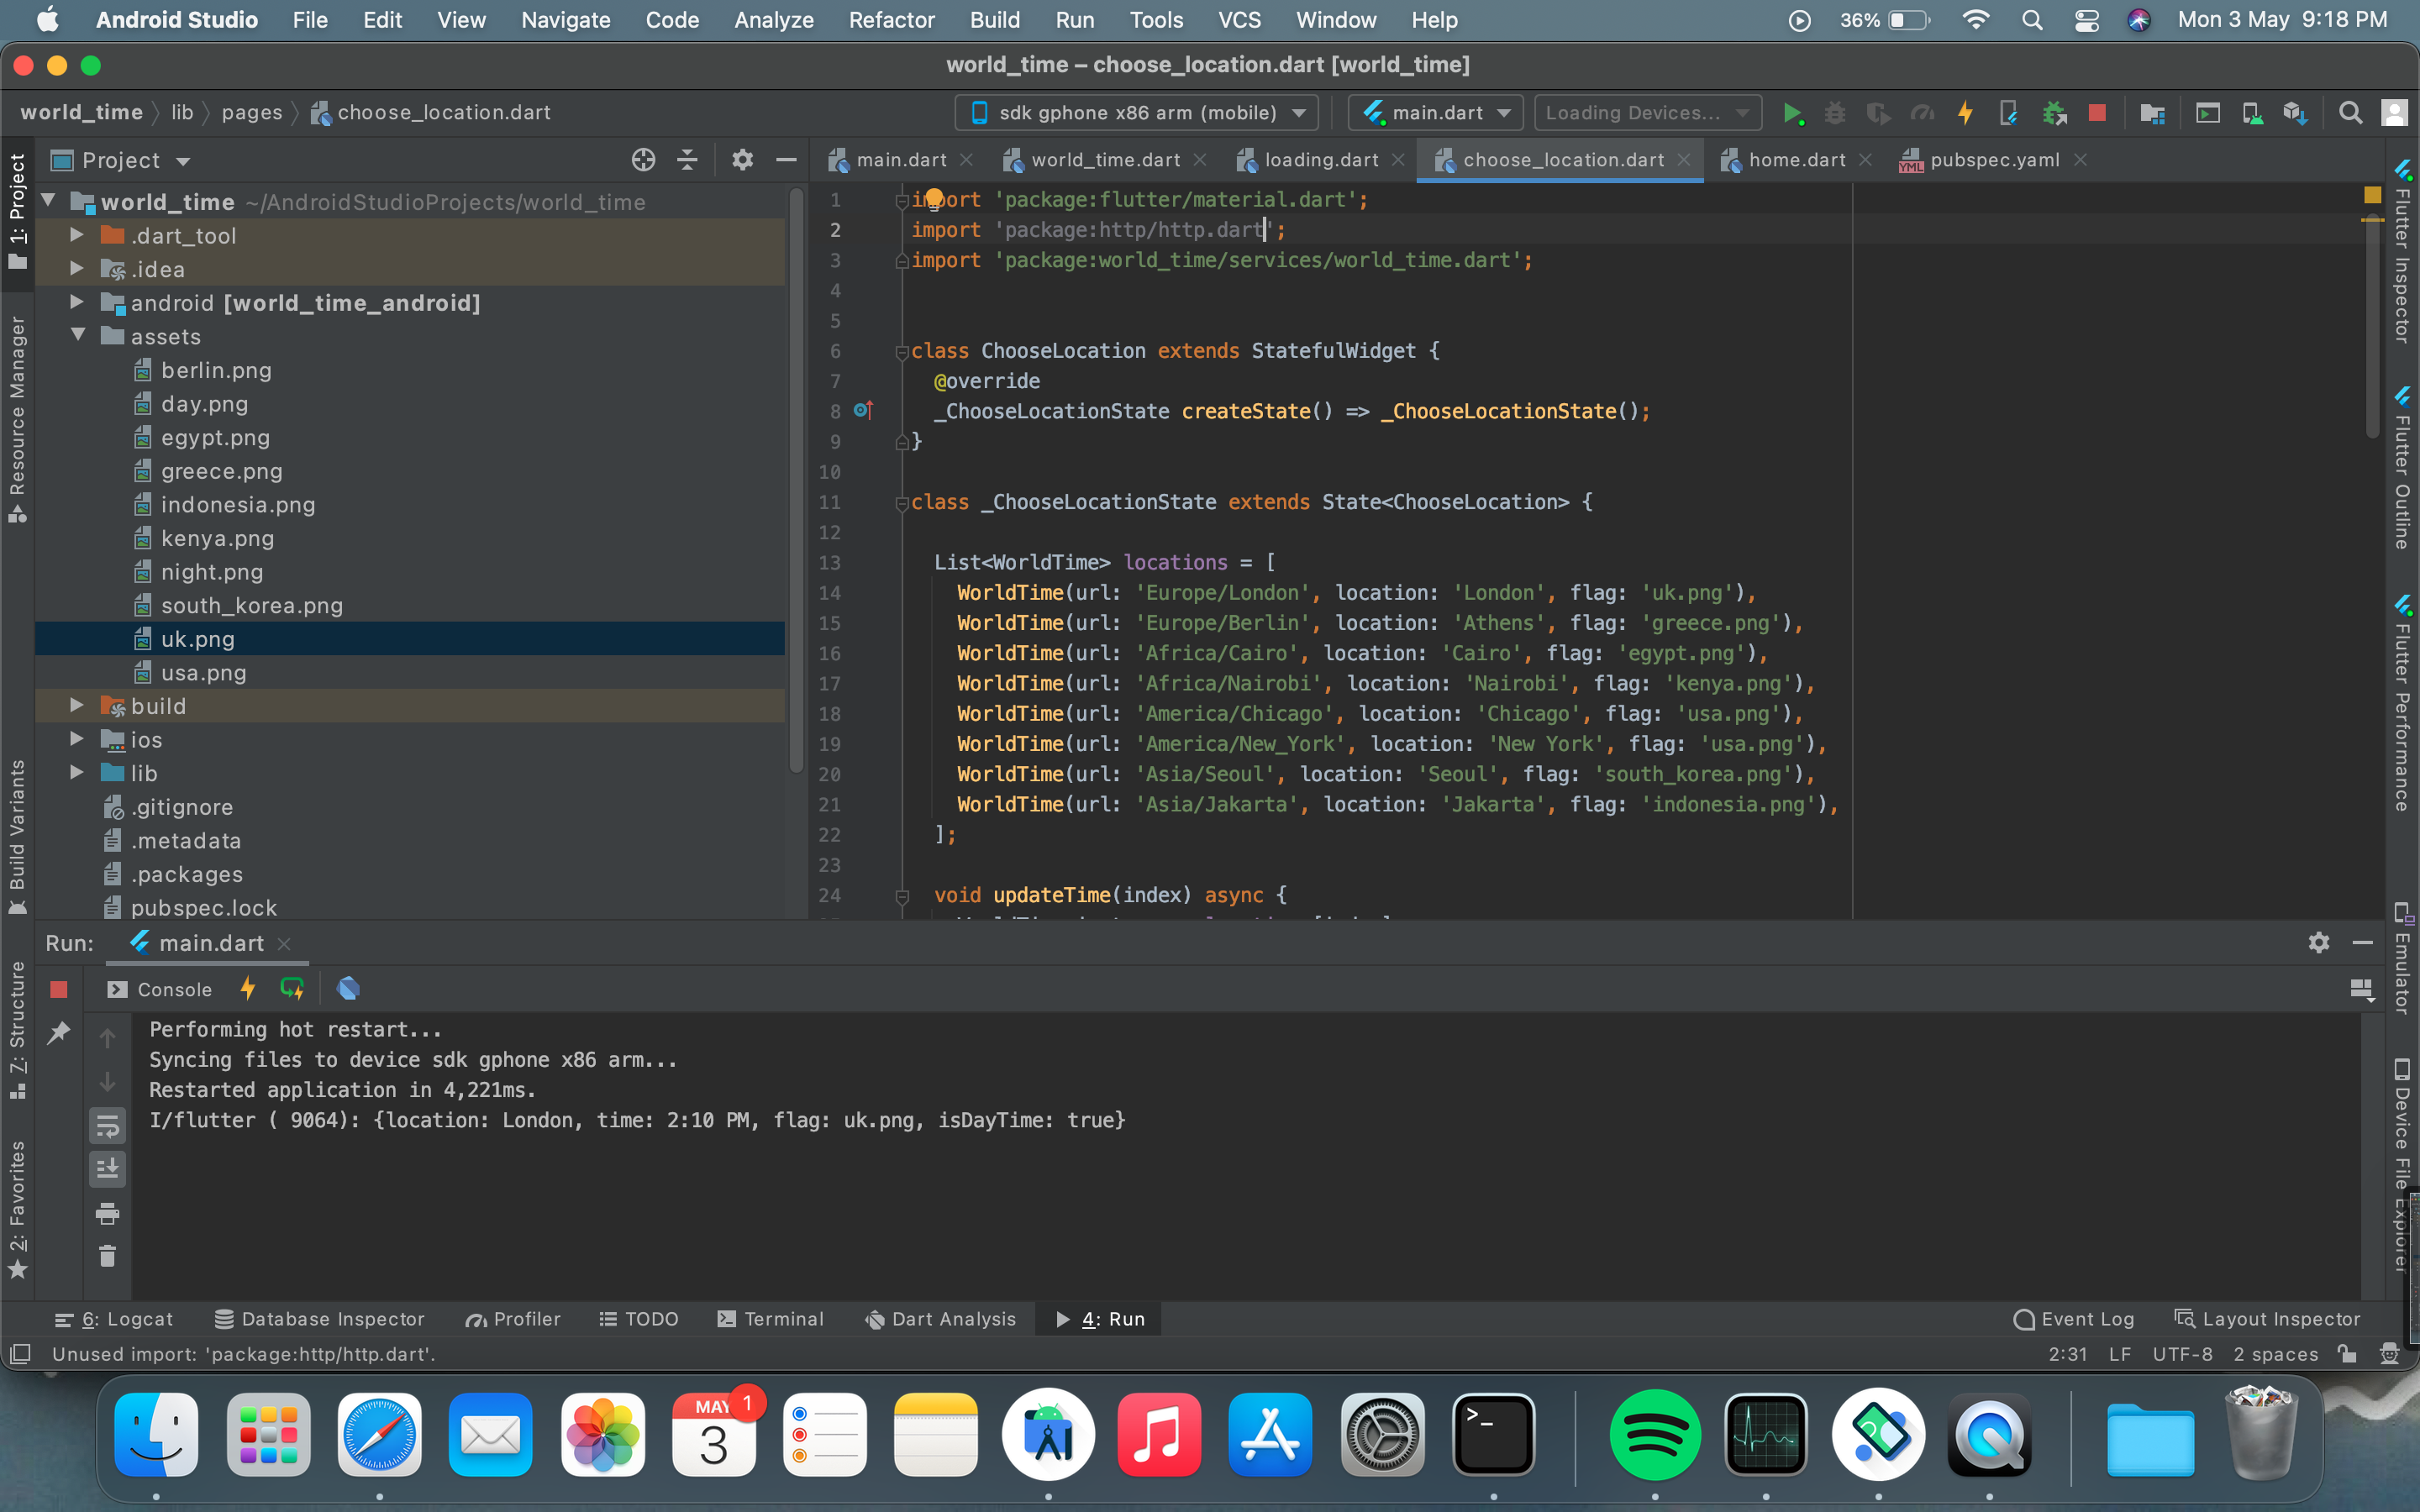 Android Studio File Edit View Navigate Code Analyze Refactor Build Run Tools VCS Window Help 36% Mon 3 May 9:18 PM
world_time – choose_location.dart [world_time]
world_time lib pages choose_location.dart sdk gphone x86 arm (mobile) main.dart Loading Devices...
Project
main.dart world_time.dart loading.dart choose_location.dart home.dart pubspec.yaml
world_time ~/AndroidStudioProjects/world_time
.dart_tool
.idea
android [world_time_android]
assets
berlin.png
day.png
egypt.png
greece.png
indonesia.png
kenya.png
night.png
south_korea.png
uk.png
usa.png
build
ios
lib
.gitignore
.metadata
.packages
pubspec.lock
1 import 'package:flutter/material.dart';
2 import 'package:http/http.dart';
3 import 'package:world_time/services/world_time.dart';
4
5
6 class ChooseLocation extends StatefulWidget {
7 @override
8 _ChooseLocationState createState() => _ChooseLocationState();
9 }
10
11 class _ChooseLocationState extends State<ChooseLocation> {
12
13 List<WorldTime> locations = [
14 WorldTime(url: 'Europe/London', location: 'London', flag: 'uk.png'),
15 WorldTime(url: 'Europe/Berlin', location: 'Athens', flag: 'greece.png'),
16 WorldTime(url: 'Africa/Cairo', location: 'Cairo', flag: 'egypt.png'),
17 WorldTime(url: 'Africa/Nairobi', location: 'Nairobi', flag: 'kenya.png'),
18 WorldTime(url: 'America/Chicago', location: 'Chicago', flag: 'usa.png'),
19 WorldTime(url: 'America/New_York', location: 'New York', flag: 'usa.png'),
20 WorldTime(url: 'Asia/Seoul', location: 'Seoul', flag: 'south_korea.png'),
21 WorldTime(url: 'Asia/Jakarta', location: 'Jakarta', flag: 'indonesia.png'),
22 ];
23
24 void updateTime(index) async {
1: Project
Resource Manager
Build Variants
7: Structure
2: Favorites
Flutter Inspector
Flutter Outline
Flutter Performance
Emulator
Device File Explorer
Run: main.dart
Console
Performing hot restart...
Syncing files to device sdk gphone x86 arm...
Restarted application in 4,221ms.
I/flutter ( 9064): {location: London, time: 2:10 PM, flag: uk.png, isDayTime: true}
6: Logcat Database Inspector Profiler TODO Terminal Dart Analysis 4: Run Event Log Layout Inspector
Unused import: 'package:http/http.dart'. 2:31 LF UTF-8 2 spaces
MAY 1
3